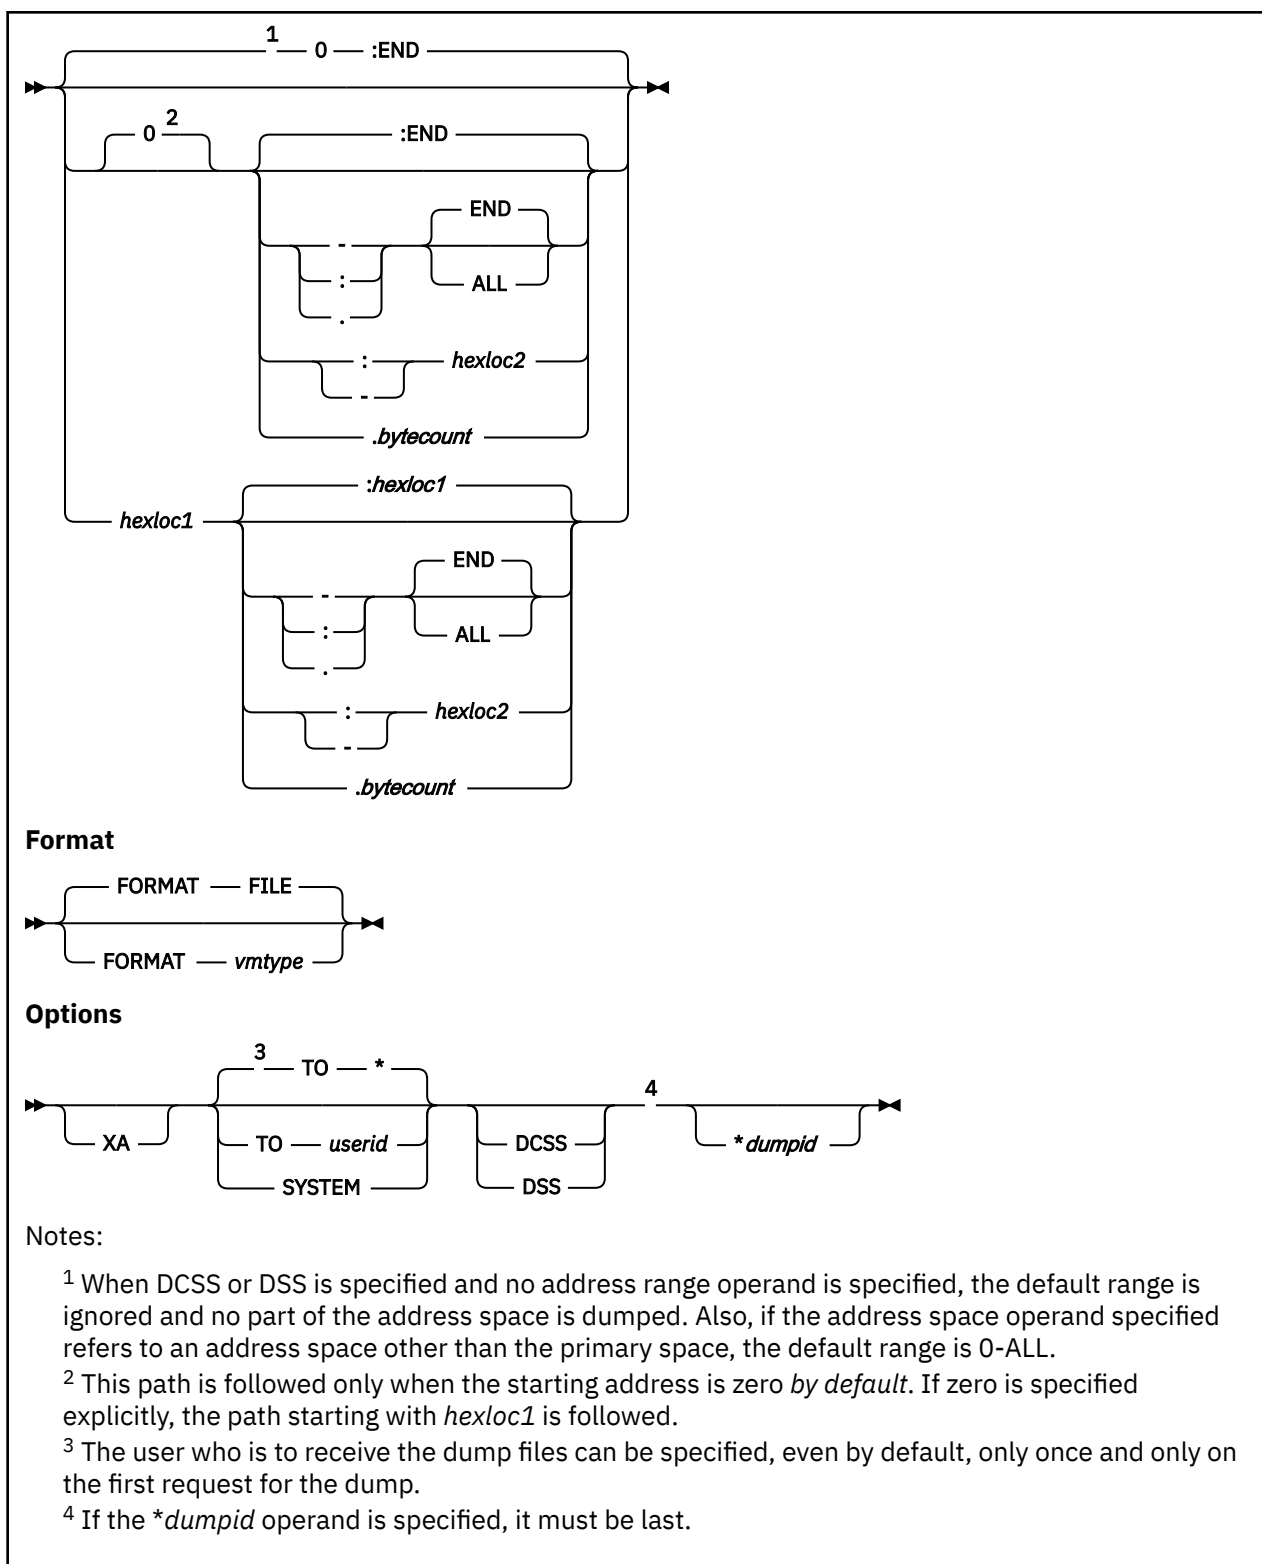 1
0 :END
0 2
:END
END
-
:
ALL
.
: hexloc2
-
.bytecount
:hexloc1
hexloc1
END
-
:
ALL
.
: hexloc2
-
.bytecount
Format
FORMAT FILE
FORMAT vmtype
Options
3
TO *
4
XA
TO userid
DCSS
*dumpid
SYSTEM
DSS
Notes:
1 When DCSS or DSS is specified and no address range operand is specified, the default range is
ignored and no part of the address space is dumped. Also, if the address space operand specified
refers to an address space other than the primary space, the default range is 0-ALL.
2 This path is followed only when the starting address is zero by default. If zero is specified
explicitly, the path starting with hexloc1 is followed.
3 The user who is to receive the dump files can be specified, even by default, only once and only on
the first request for the dump.
4 If the *dumpid operand is specified, it must be last.